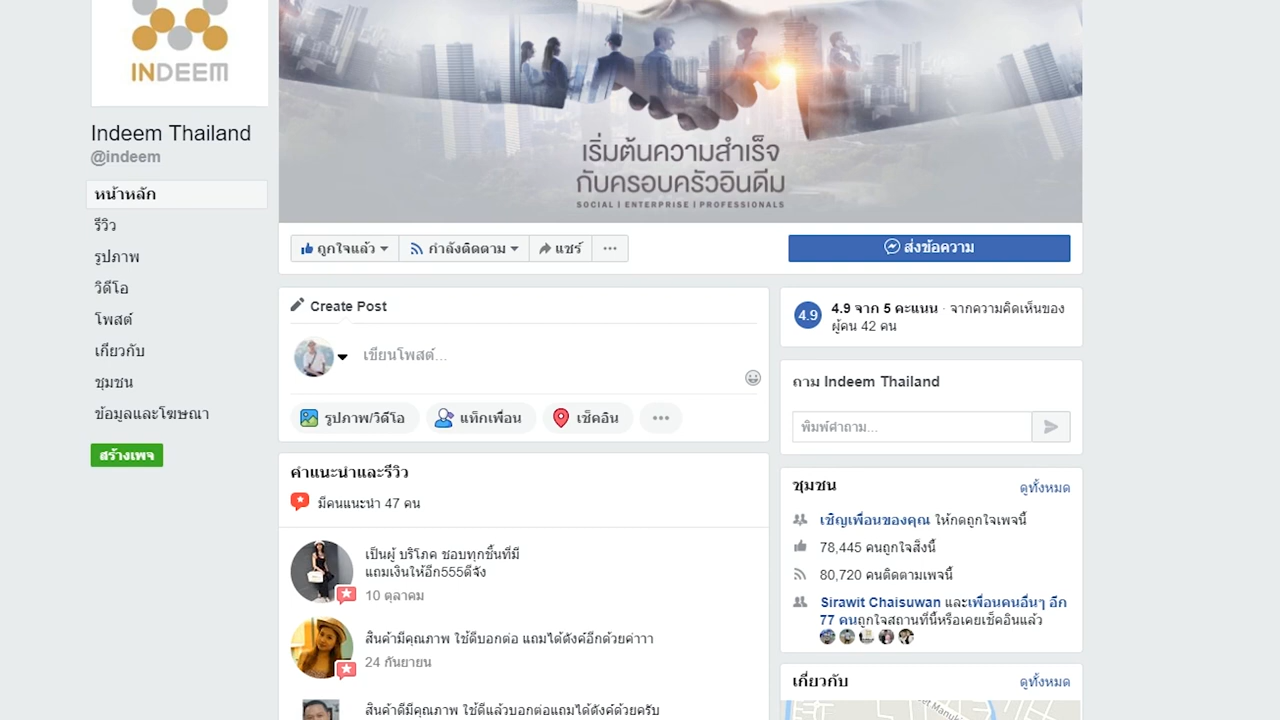 INDEEM
Indeem Thailand
@indeem
หน้าหลัก
รีวิว
รูปภาพ
วิดีโอ
โพสต์
เกี่ยวกับ
ชุมชน
ข้อมูลและโฆษณา
สร้างเพจ
เริ่มต้นความสำเร็จ
กับครอบครัวอินดีม
SOCIAL | ENTERPRISE | PROFESSIONALS
ถูกใจแล้ว
กำลังติดตาม
แชร์
ส่งข้อความ
Create Post
เขียนโพสต์...
รูปภาพ/วิดีโอ
แท็กเพื่อน
เช็คอิน
คำแนะนำและรีวิว
มีคนแนะนำ 47 คน
เป็นผู้ บริโภค ชอบทุกชิ้นที่มี
แถมเงินให้อีก555ดีจัง
10 ตุลาคม
สินค้ามีคุณภาพ ใช้ดีบอกต่อ แถมได้ตังค์อีกด้วยค่าาา
24 กันยายน
สินค้าดีมีคุณภาพ ใช้ดีแล้วบอกต่อแถมได้ตังค์ด้วยครับ
4.9
4.9 จาก 5 คะแนน · จากความคิดเห็นของ
ผู้คน 42 คน
ถาม Indeem Thailand
พิมพ์คำถาม...
ชุมชน
ดูทั้งหมด
เชิญเพื่อนของคุณ ให้กดถูกใจเพจนี้
78,445 คนถูกใจสิ่งนี้
80,720 คนติดตามเพจนี้
Sirawit Chaisuwan และเพื่อนคนอื่นๆ อีก
77 คนถูกใจสถานที่นี้หรือเคยเช็คอินแล้ว
เกี่ยวกับ
ดูทั้งหมด